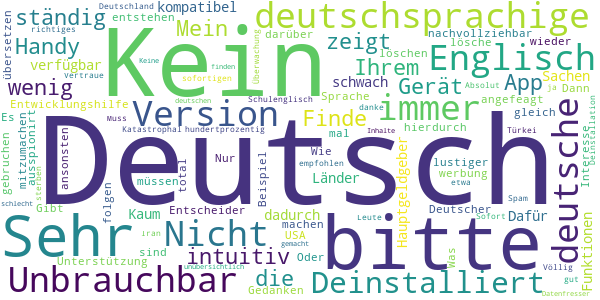 Deutschland kompatibel
ständig Mein deutschsprachige
richtiges entstehen darüber nachvollziehbar
übersetzen Handy Kein zeigt Englisch
Vertraue Keine Überwachung löschen lösche wieder
verfügbar finden Ihrem
wenig sofortigen Gerät schwach App Sachen
Absolut ja Dann
Entwicklungshilfe deutschen Sprache angefeagt
Version immer
Es Muss Schulenglisch danke gleich
Katastrophal hundertprozentig Finde hierdurch
mitzumachen ausspioniert mal
gebruchen Deutsch Inhalte Türkei Interesse Deinstallation
ansonsten Nur Wie empfohlen lustiger
total Beispiel Länder werbung etwa
müssen Hauptgeldgeber deutsche
schlecht sterben folgen Entscheider Deutscher Spam
Gibt Kaum dadurch Leute Sofort Dafür
Sehr Nicht machen bitte Funktionen
iran USA gemacht Was
Unterstützung sind intuitiv Oder Völlig gut
Unbrauchbar unübersichtlich die Deinstalliert
Gedanken Datenfresser